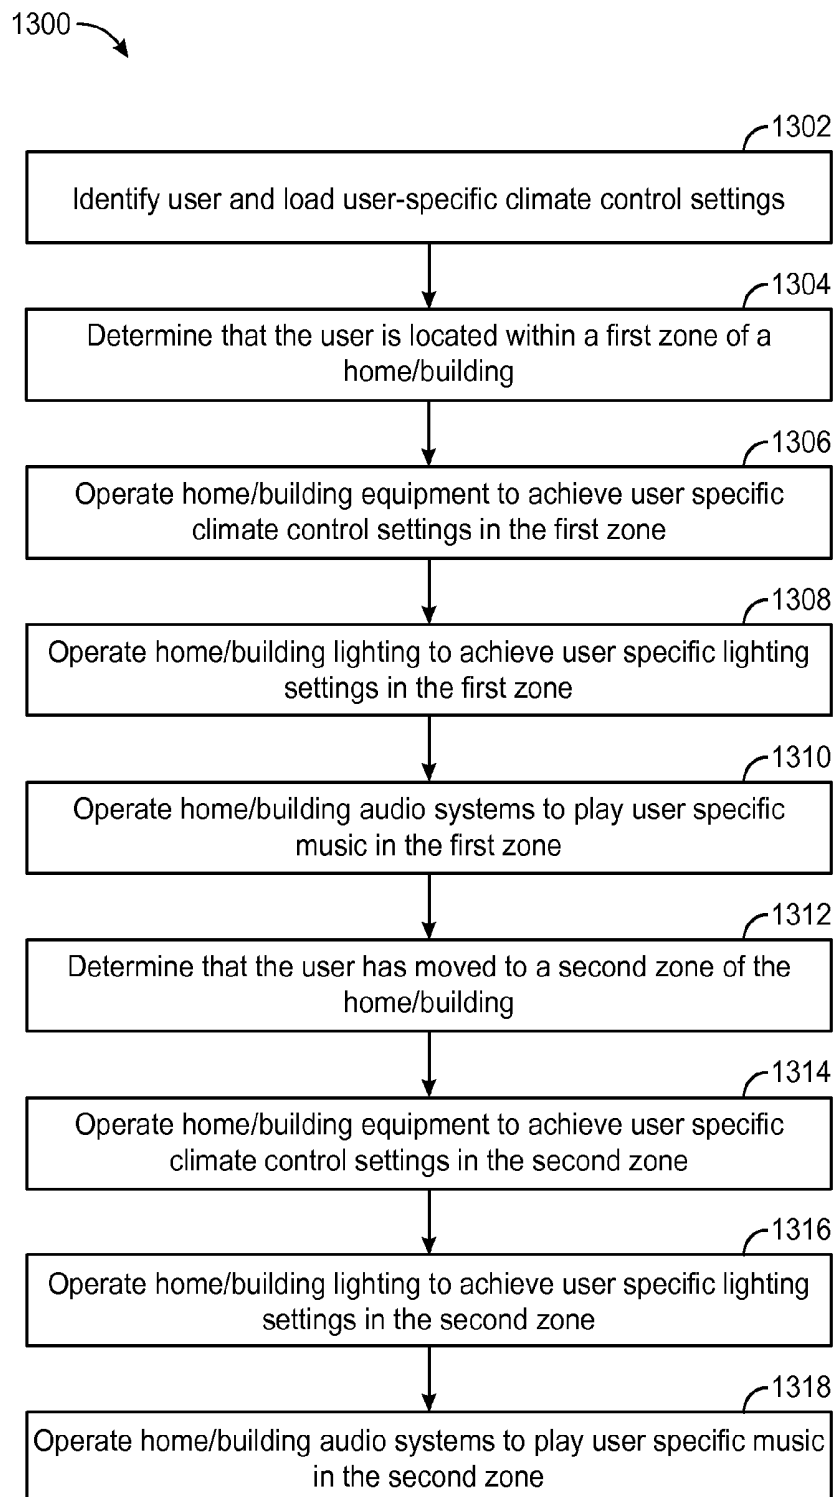 1300
1302
Identify user and load user-specific climate control settings
1304
Determine that the user is located within a first zone of a
home/building
1306
Operate home/building equipment to achieve user specific
climate control settings in the first zone
1308
Operate home/building lighting to achieve user specific lighting
settings in the first zone
1310
Operate home/building audio systems to play user specific
music in the first zone
1312
Determine that the user has moved to a second zone of the
home/building
1314
Operate home/building equipment to achieve user specific
climate control settings in the second zone
1316
Operate home/building lighting to achieve user specific lighting
settings in the second zone
1318
Operate home/building audio systems to play user specific music
in the second zone